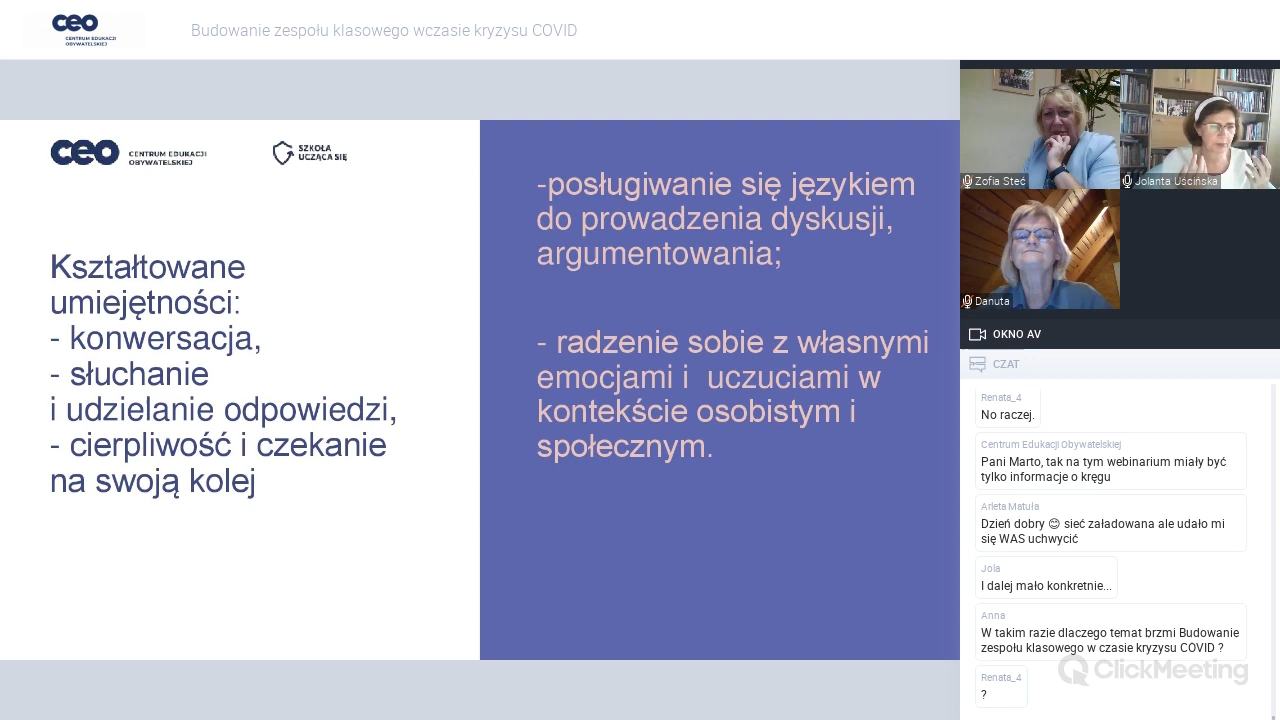 ceo
CENTRUM EDUKACJI
OBYWATELSKIEJ
Budowanie zespołu klasowego wczasie kryzysu COVID
ceo
CENTRUM EDUKACJI
OBYWATELSKIEJ
SZKOŁA
UCZĄCA SIĘ
Kształtowane
umiejętności:
- konwersacja,
- słuchanie
i udzielanie odpowiedzi,
- cierpliwość i czekanie
na swoją kolej
-posługiwanie się językiem
do prowadzenia dyskusji,
argumentowania;
- radzenie sobie z własnymi
emocjami i  uczuciami w
kontekście osobistym i
społecznym.
Zofia Steć
Jolanta Uścińska
Danuta
OKNO AV
CZAT
Renata_4
No raczej.
Centrum Edukacji Obywatelskiej
Pani Marto, tak na tym webinarium miały być
tylko informacje o kręgu
Arleta Matuła
Dzień dobry 😊 sieć załadowana ale udało mi
się WAS uchwycić
Jola
I dalej mało konkretnie...
Anna
W takim razie dlaczego temat brzmi Budowanie
zespołu klasowego w czasie kryzysu COVID ?
Renata_4
?
ClickMeeting